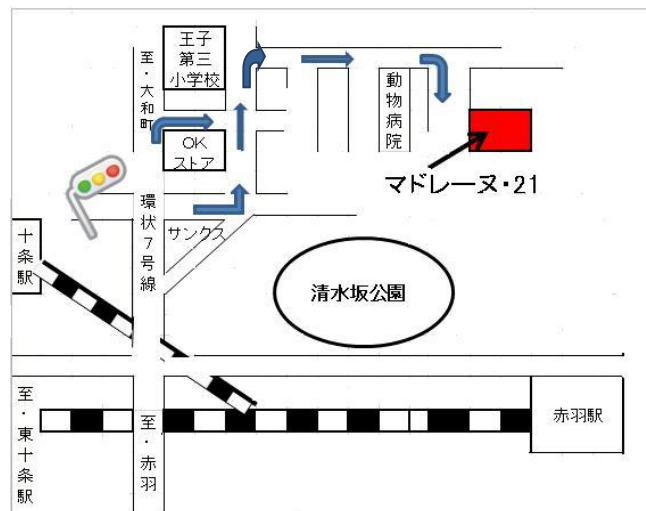 王子
第三
小学校
至・大和町
OK
ストア
動物病院
マドレーヌ・21
環状7号線
サンクス
十条駅
清水坂公園
至・東十条駅
至・赤羽
赤羽駅